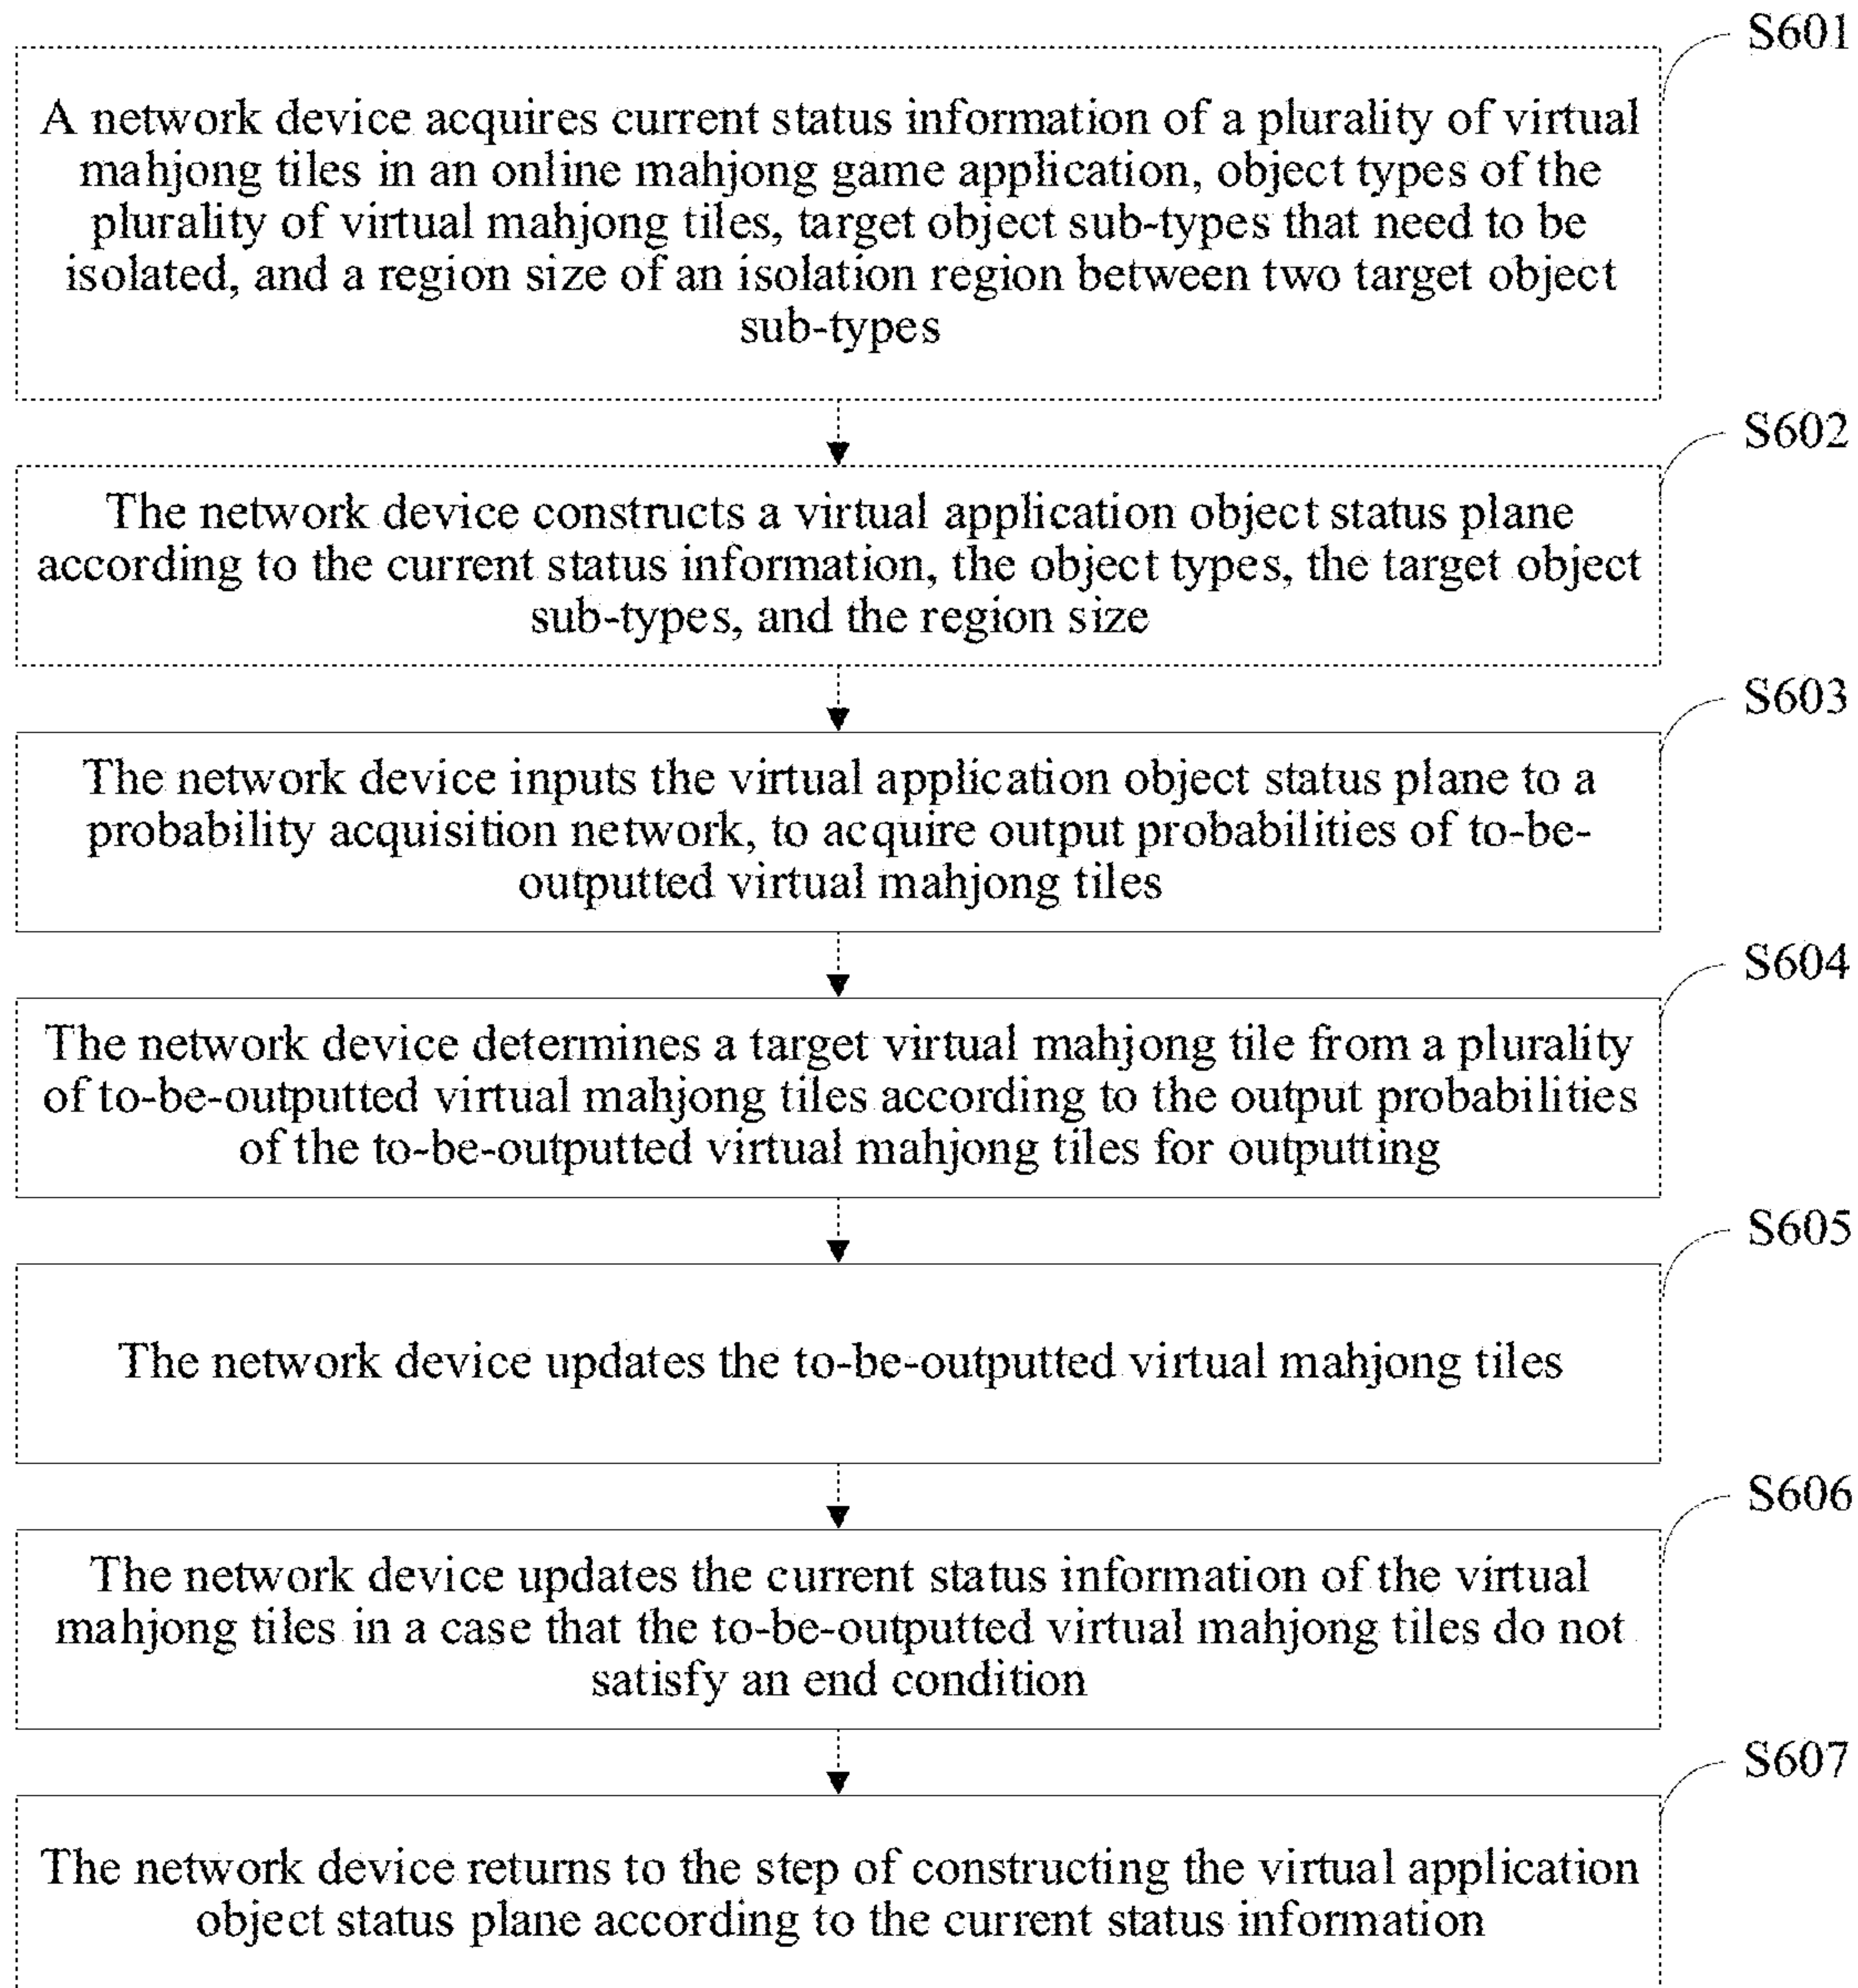 S601
A network device acquires current status information of a plurality of virtual
mahjong tiles in an online mahjong game application, object types of the
plurality of virtual mahjong tiles, target object sub-types that need to be
isolated, and a region size of an isolation region between two target object
sub-types
S602
The network device constructs a virtual application object status plane
according to the current status information, the object types, the target object
sub-types, and the region size
S603
The network device inputs the virtual application object status plane to a
probability acquisition network, to acquire output probabilities of to-be-
outputted virtual mahjong tiles
S604
The network device determines a target virtual mahjong tile from a plurality
of to-be-outputted virtual mahjong tiles according to the output probabilities
of the to-be-outputted virtual mahjong tiles for outputting
S605
The network device updates the to-be-outputted virtual mahjong tiles
S606
The network device updates the current status information of the virtual
mahjong tiles in a case that the to-be-outputted virtual mahjong tiles do not
satisfy an end condition
S607
The network device returns to the step of constructing the virtual application
object status plane according to the current status information